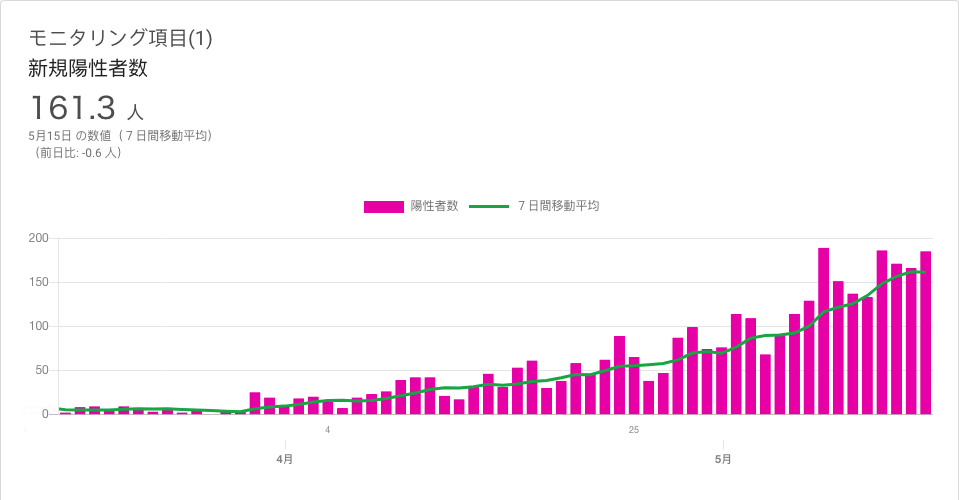 モニタリング項目(1)
新規陽性者数
161.3 人
5月15日 の数値（７日間移動平均）
（前日比: -0.6 人）
陽性者数 ７日間移動平均
200
150
100
50
0
4 25
4月 5月